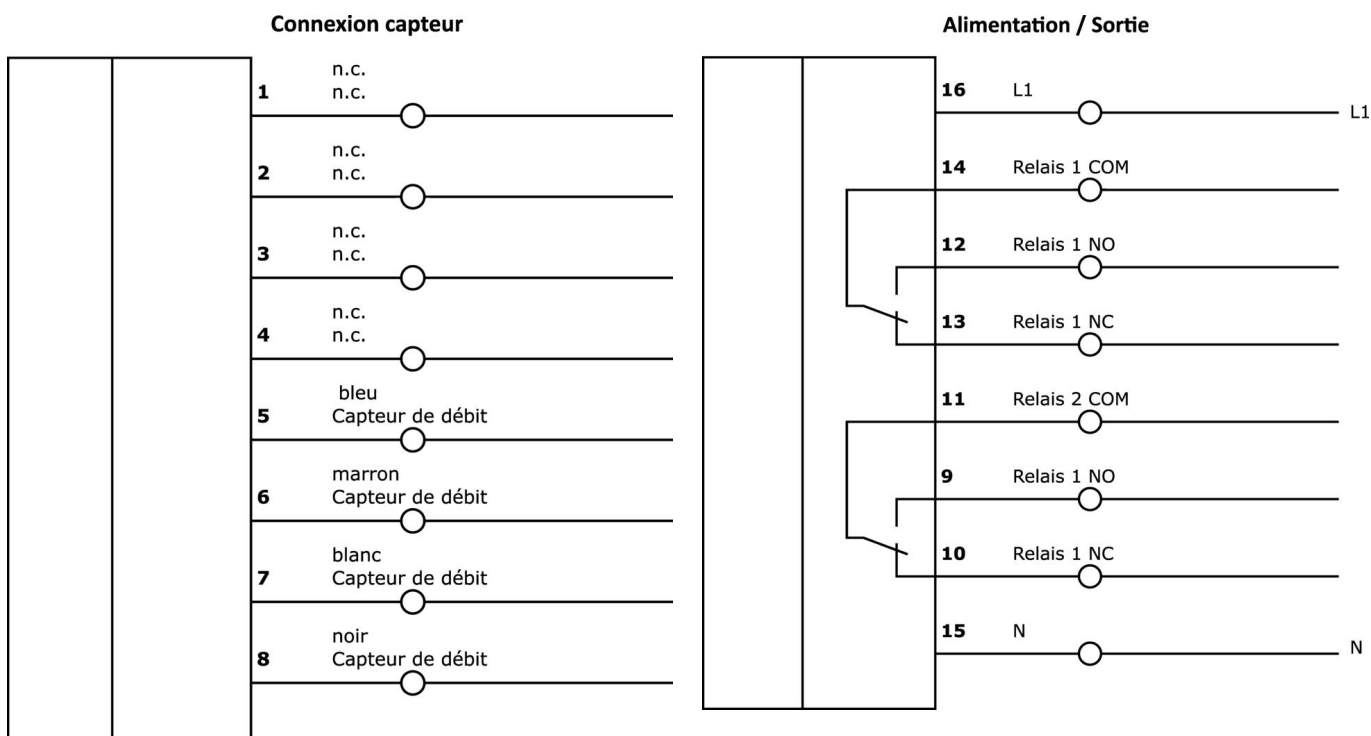 Connexion capteur
n.c.
1 n.c.
n.c.
2 n.c.
n.c.
3 n.c.
n.c.
4 n.c.
bleu
5 Capteur de débit
marron
6 Capteur de débit
blanc
7 Capteur de débit
noir
8 Capteur de débit
Alimentation / Sortie
16 L1
L1
14 Relais 1 COM
12 Relais 1 NO
13 Relais 1 NC
11 Relais 2 COM
9 Relais 1 NO
10 Relais 1 NC
15 N
N